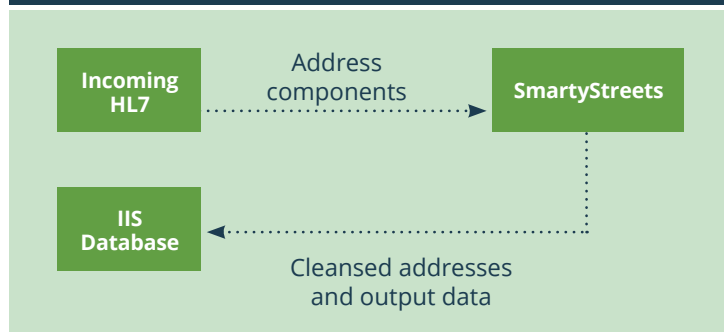 Incoming
HL7
Address
components
SmartyStreets
IIS
Database
Cleansed addresses
and output data